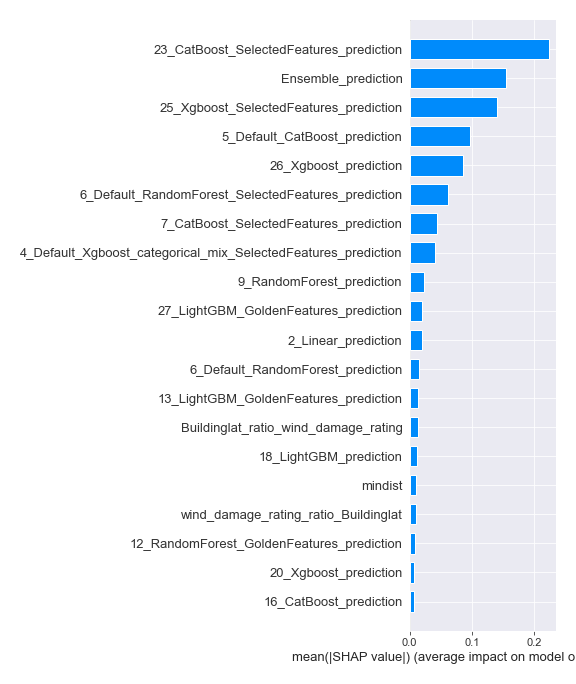 23_CatBoost_SelectedFeatures_prediction
Ensemble_prediction
25_Xgboost_SelectedFeatures_prediction
5_Default_CatBoost_prediction
26_Xgboost_prediction
6_Default_RandomForest_SelectedFeatures_prediction
7_CatBoost_SelectedFeatures_prediction
4_Default_Xgboost_categorical_mix_SelectedFeatures_prediction
9_RandomForest_prediction
27_LightGBM_GoldenFeatures_prediction
2_Linear_prediction
6_Default_RandomForest_prediction
13_LightGBM_GoldenFeatures_prediction
Buildinglat_ratio_wind_damage_rating
18_LightGBM_prediction
mindist
wind_damage_rating_ratio_Buildinglat
12_RandomForest_GoldenFeatures_prediction
20_Xgboost_prediction
16_CatBoost_prediction
0.0 0.1 0.2
mean(|SHAP value|) (average impact on model o